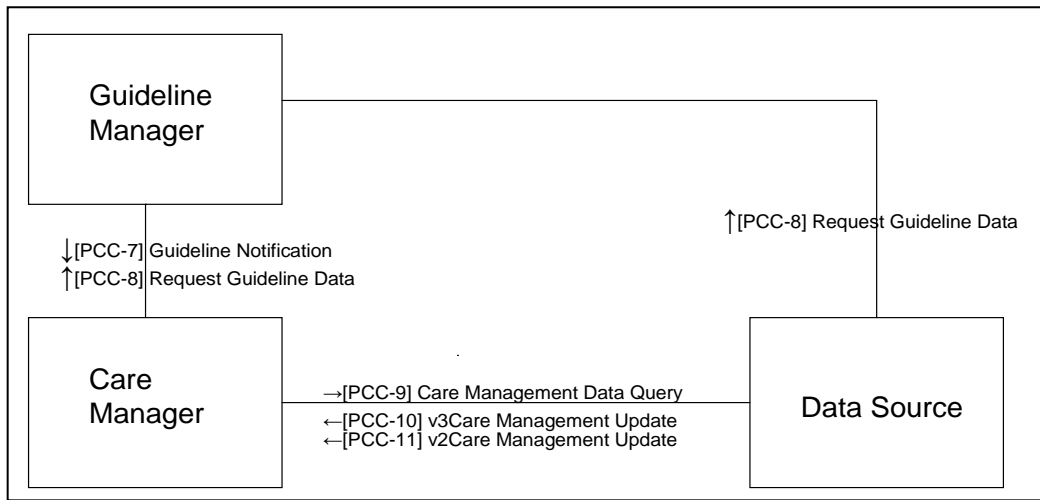 Guideline
Manager
↑[PCC-8] Request Guideline Data
↓[PCC-7] Guideline Notification
↑[PCC-8] Request Guideline Data
Care
Manager
→[PCC-9] Care Management Data Query
←[PCC-10] v3Care Management Update
←[PCC-11] v2Care Management Update
Data Source